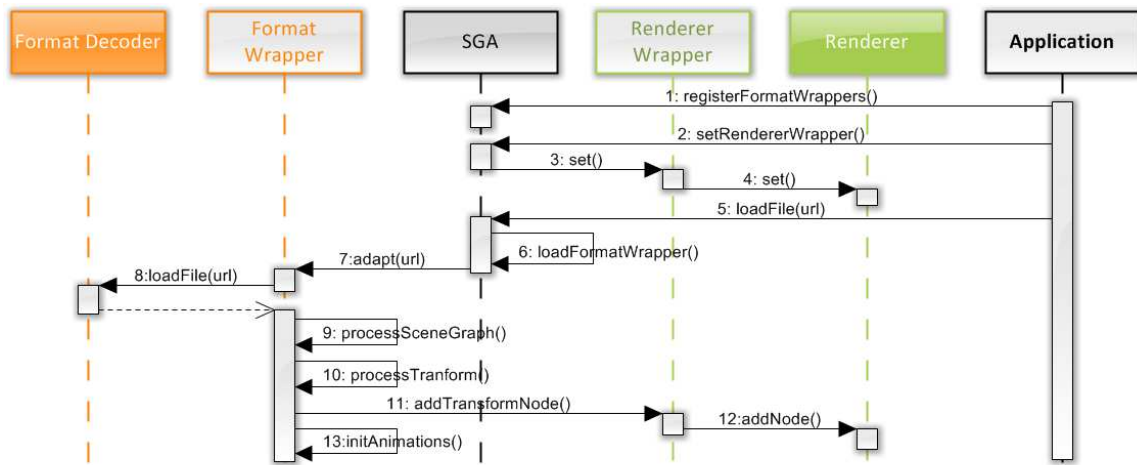 Format Decoder
Format
Wrapper
SGA
Renderer
Wrapper
Renderer
Application
1: registerFormatWrappers()
2: setRendererWrapper()
3: set()
4: set()
5: loadFile(url)
6: loadFormatWrapper()
7:adapt(url)
8:loadFile(url)
9: processSceneGraph()
10: processTranform()
11: addTransformNode()
12:addNode()
13:initAnimations()